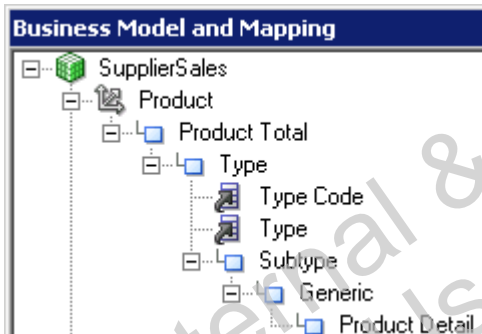 Business Model and Mapping
SupplierSales
Product
Product Total
Type
Type Code
Type
Subtype
Generic
Product Detail